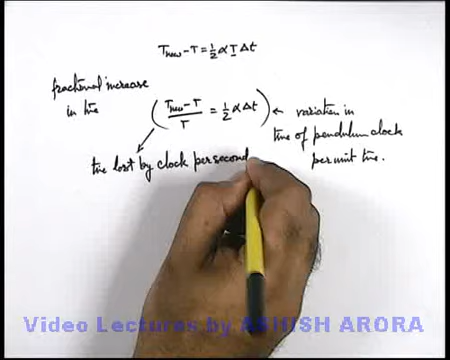 Tnew - T = 1/2 α T Δt
fractional increase
in time
(Tnew - T / T = 1/2 α Δt) ← variation in
time of pendulum clock
per unit time.
time lost by clock per second
Video Lectures by ASHISH ARORA